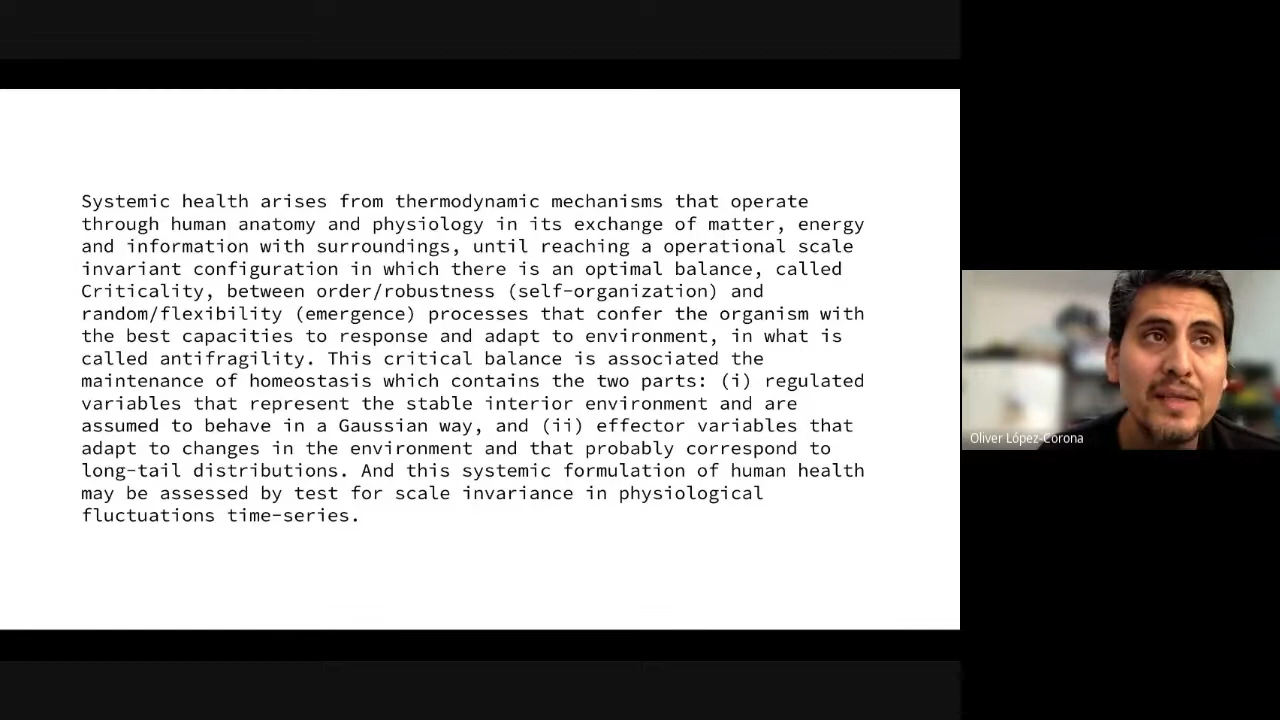 Systemic health arises from thermodynamic mechanisms that operate
through human anatomy and physiology in its exchange of matter, energy
and information with surroundings, until reaching a operational scale
invariant configuration in which there is an optimal balance, called
Criticality, between order/robustness (self-organization) and
random/flexibility (emergence) processes that confer the organism with
the best capacities to response and adapt to environment, in what is
called antifragility. This critical balance is associated the
maintenance of homeostasis which contains the two parts: (i) regulated
variables that represent the stable interior environment and are
assumed to behave in a Gaussian way, and (ii) effector variables that
adapt to changes in the environment and that probably correspond to
long-tail distributions. And this systemic formulation of human health
may be assessed by test for scale invariance in physiological
fluctuations time-series.
Oliver López-Corona